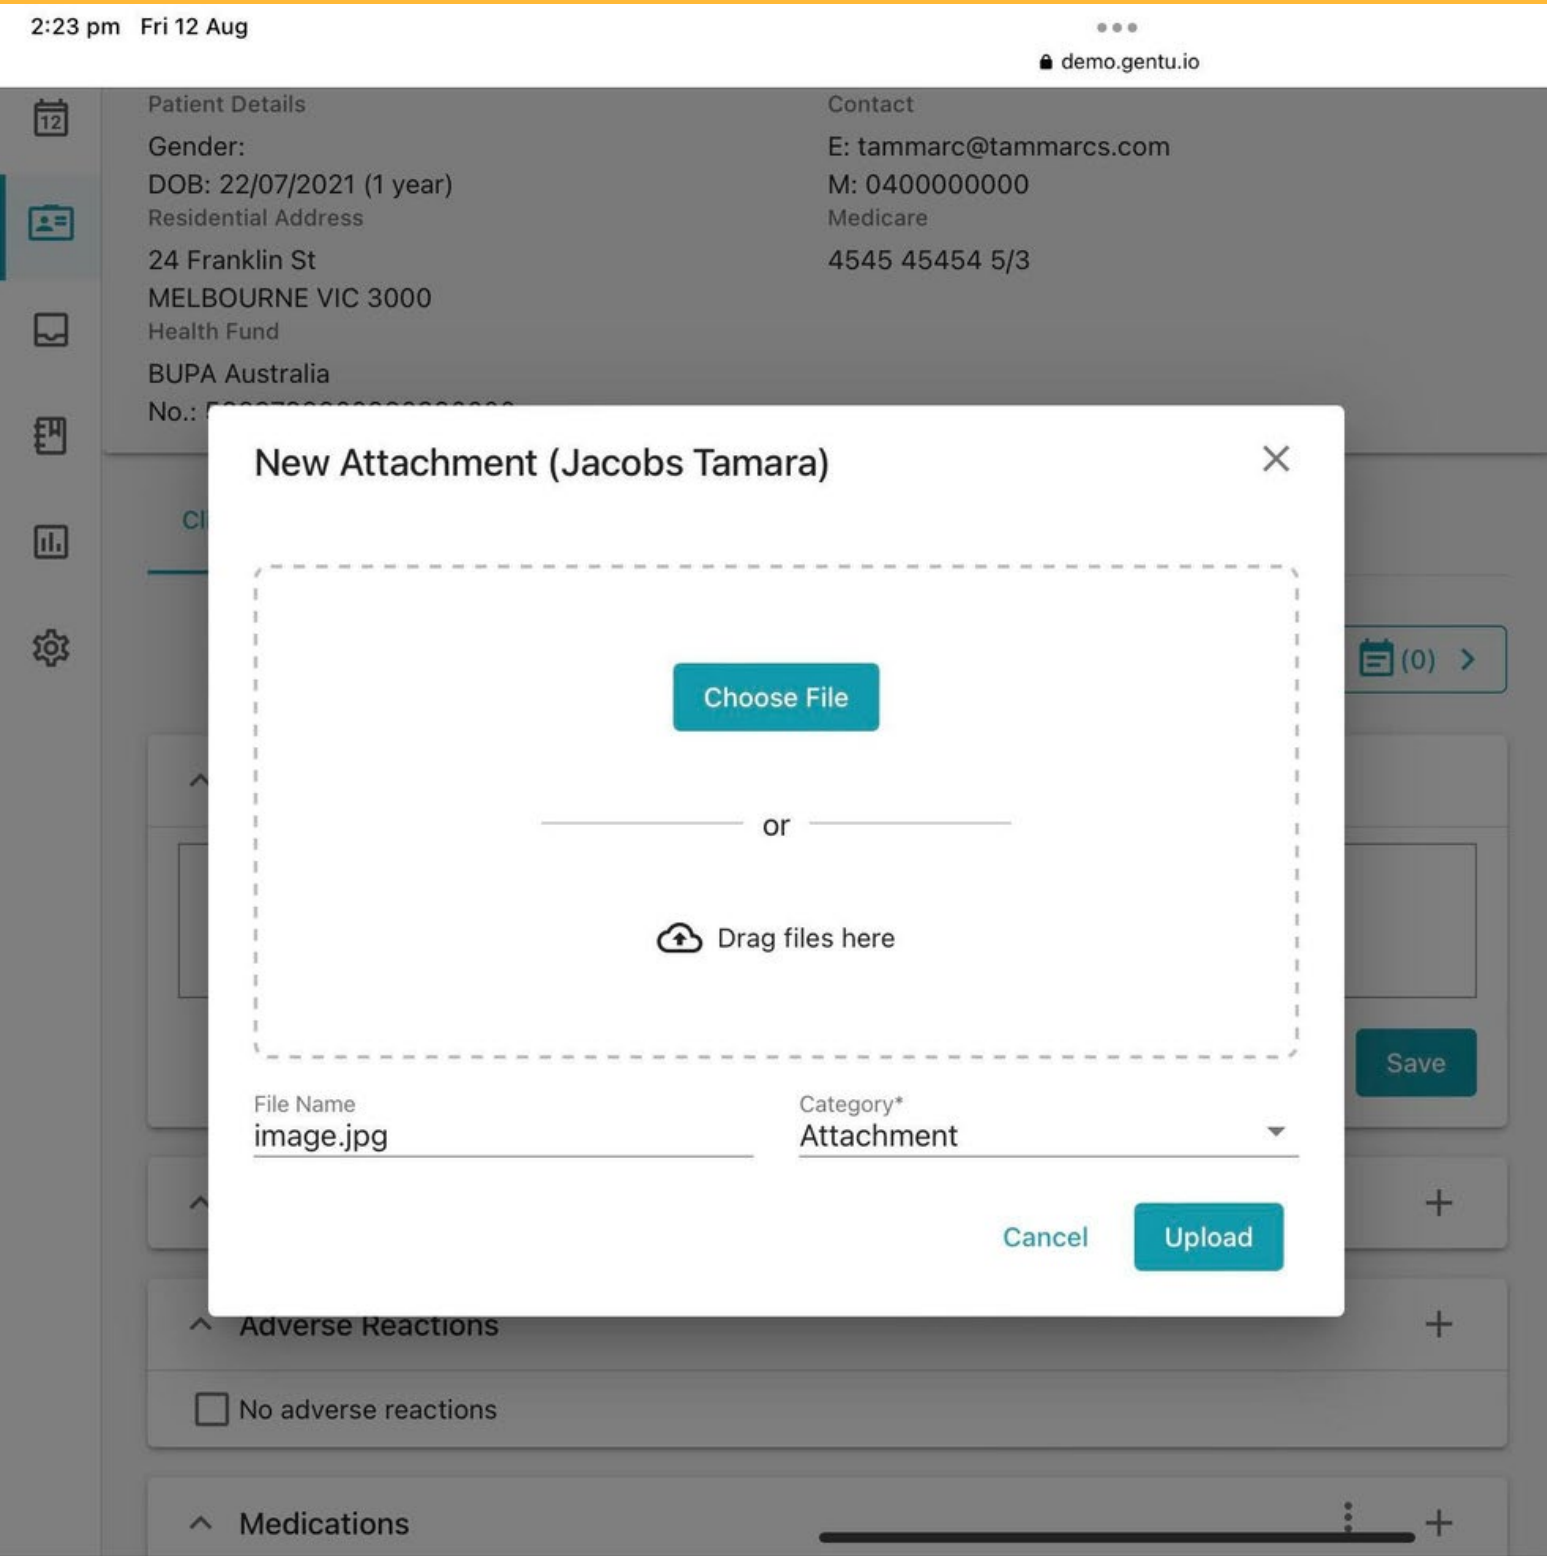 2:23 pm Fri 12 Aug
demo.gentu.io
12
Patient Details
Contact
Gender:
E: tammarc@tammarcs.com
DOB: 22/07/2021 (1 year)
M: 0400000000
Residential Address
Medicare
24 Franklin St
4545 45454 5/3
MELBOURNE VIC 3000
Health Fund
BUPA Australia
No.:
New Attachment (Jacobs Tamara)
Cli
(0)
Choose File
or
Drag files here
Save
File Name
Category*
image.jpg
Attachment
Cancel
Upload
Adverse Reactions
No adverse reactions
Medications